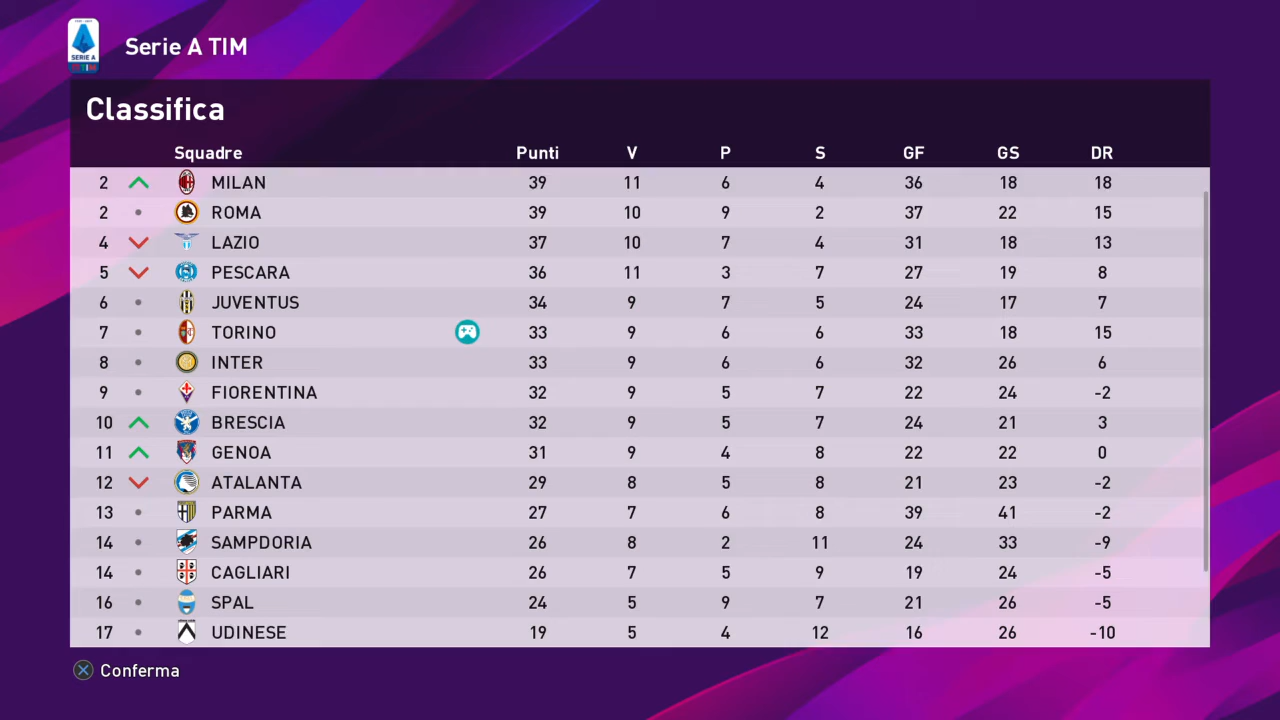 SERIE A
TIM
Serie A TIM
Classifica
Squadre Punti V P S GF GS DR
2 MILAN 39 11 6 4 36 18 18
2 ROMA 39 10 9 2 37 22 15
4 LAZIO 37 10 7 4 31 18 13
5 PESCARA 36 11 3 7 27 19 8
6 JUVENTUS 34 9 7 5 24 17 7
7 TORINO 33 9 6 6 33 18 15
8 INTER 33 9 6 6 32 26 6
9 FIORENTINA 32 9 5 7 22 24 -2
10 BRESCIA 32 9 5 7 24 21 3
11 GENOA 31 9 4 8 22 22 0
12 ATALANTA 29 8 5 8 21 23 -2
13 PARMA 27 7 6 8 39 41 -2
14 SAMPDORIA 26 8 2 11 24 33 -9
14 CAGLIARI 26 7 5 9 19 24 -5
16 SPAL 24 5 9 7 21 26 -5
17 UDINESE 19 5 4 12 16 26 -10
Conferma